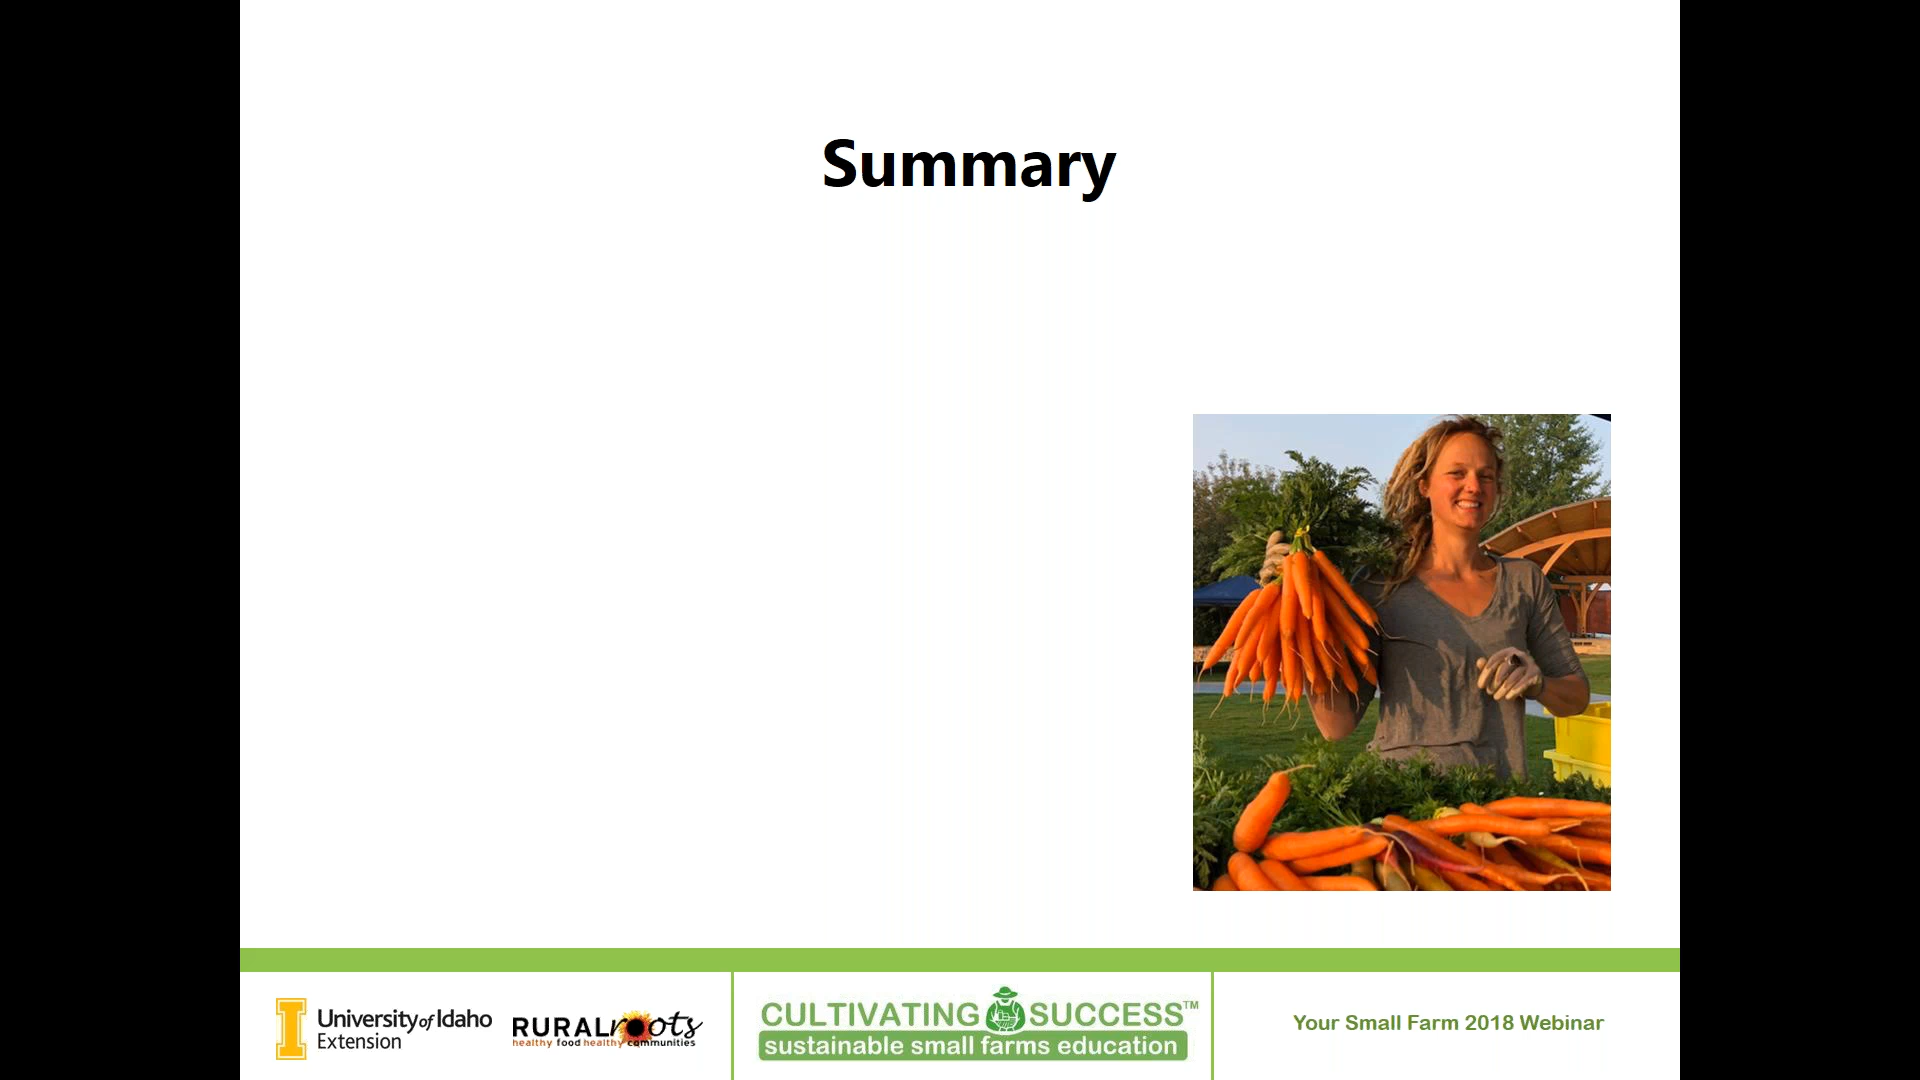 Summary
University of Idaho
Extension
RURAL roots
healthy food healthy communities
CULTIVATING SUCCESS™
sustainable small farms education
Your Small Farm 2018 Webinar